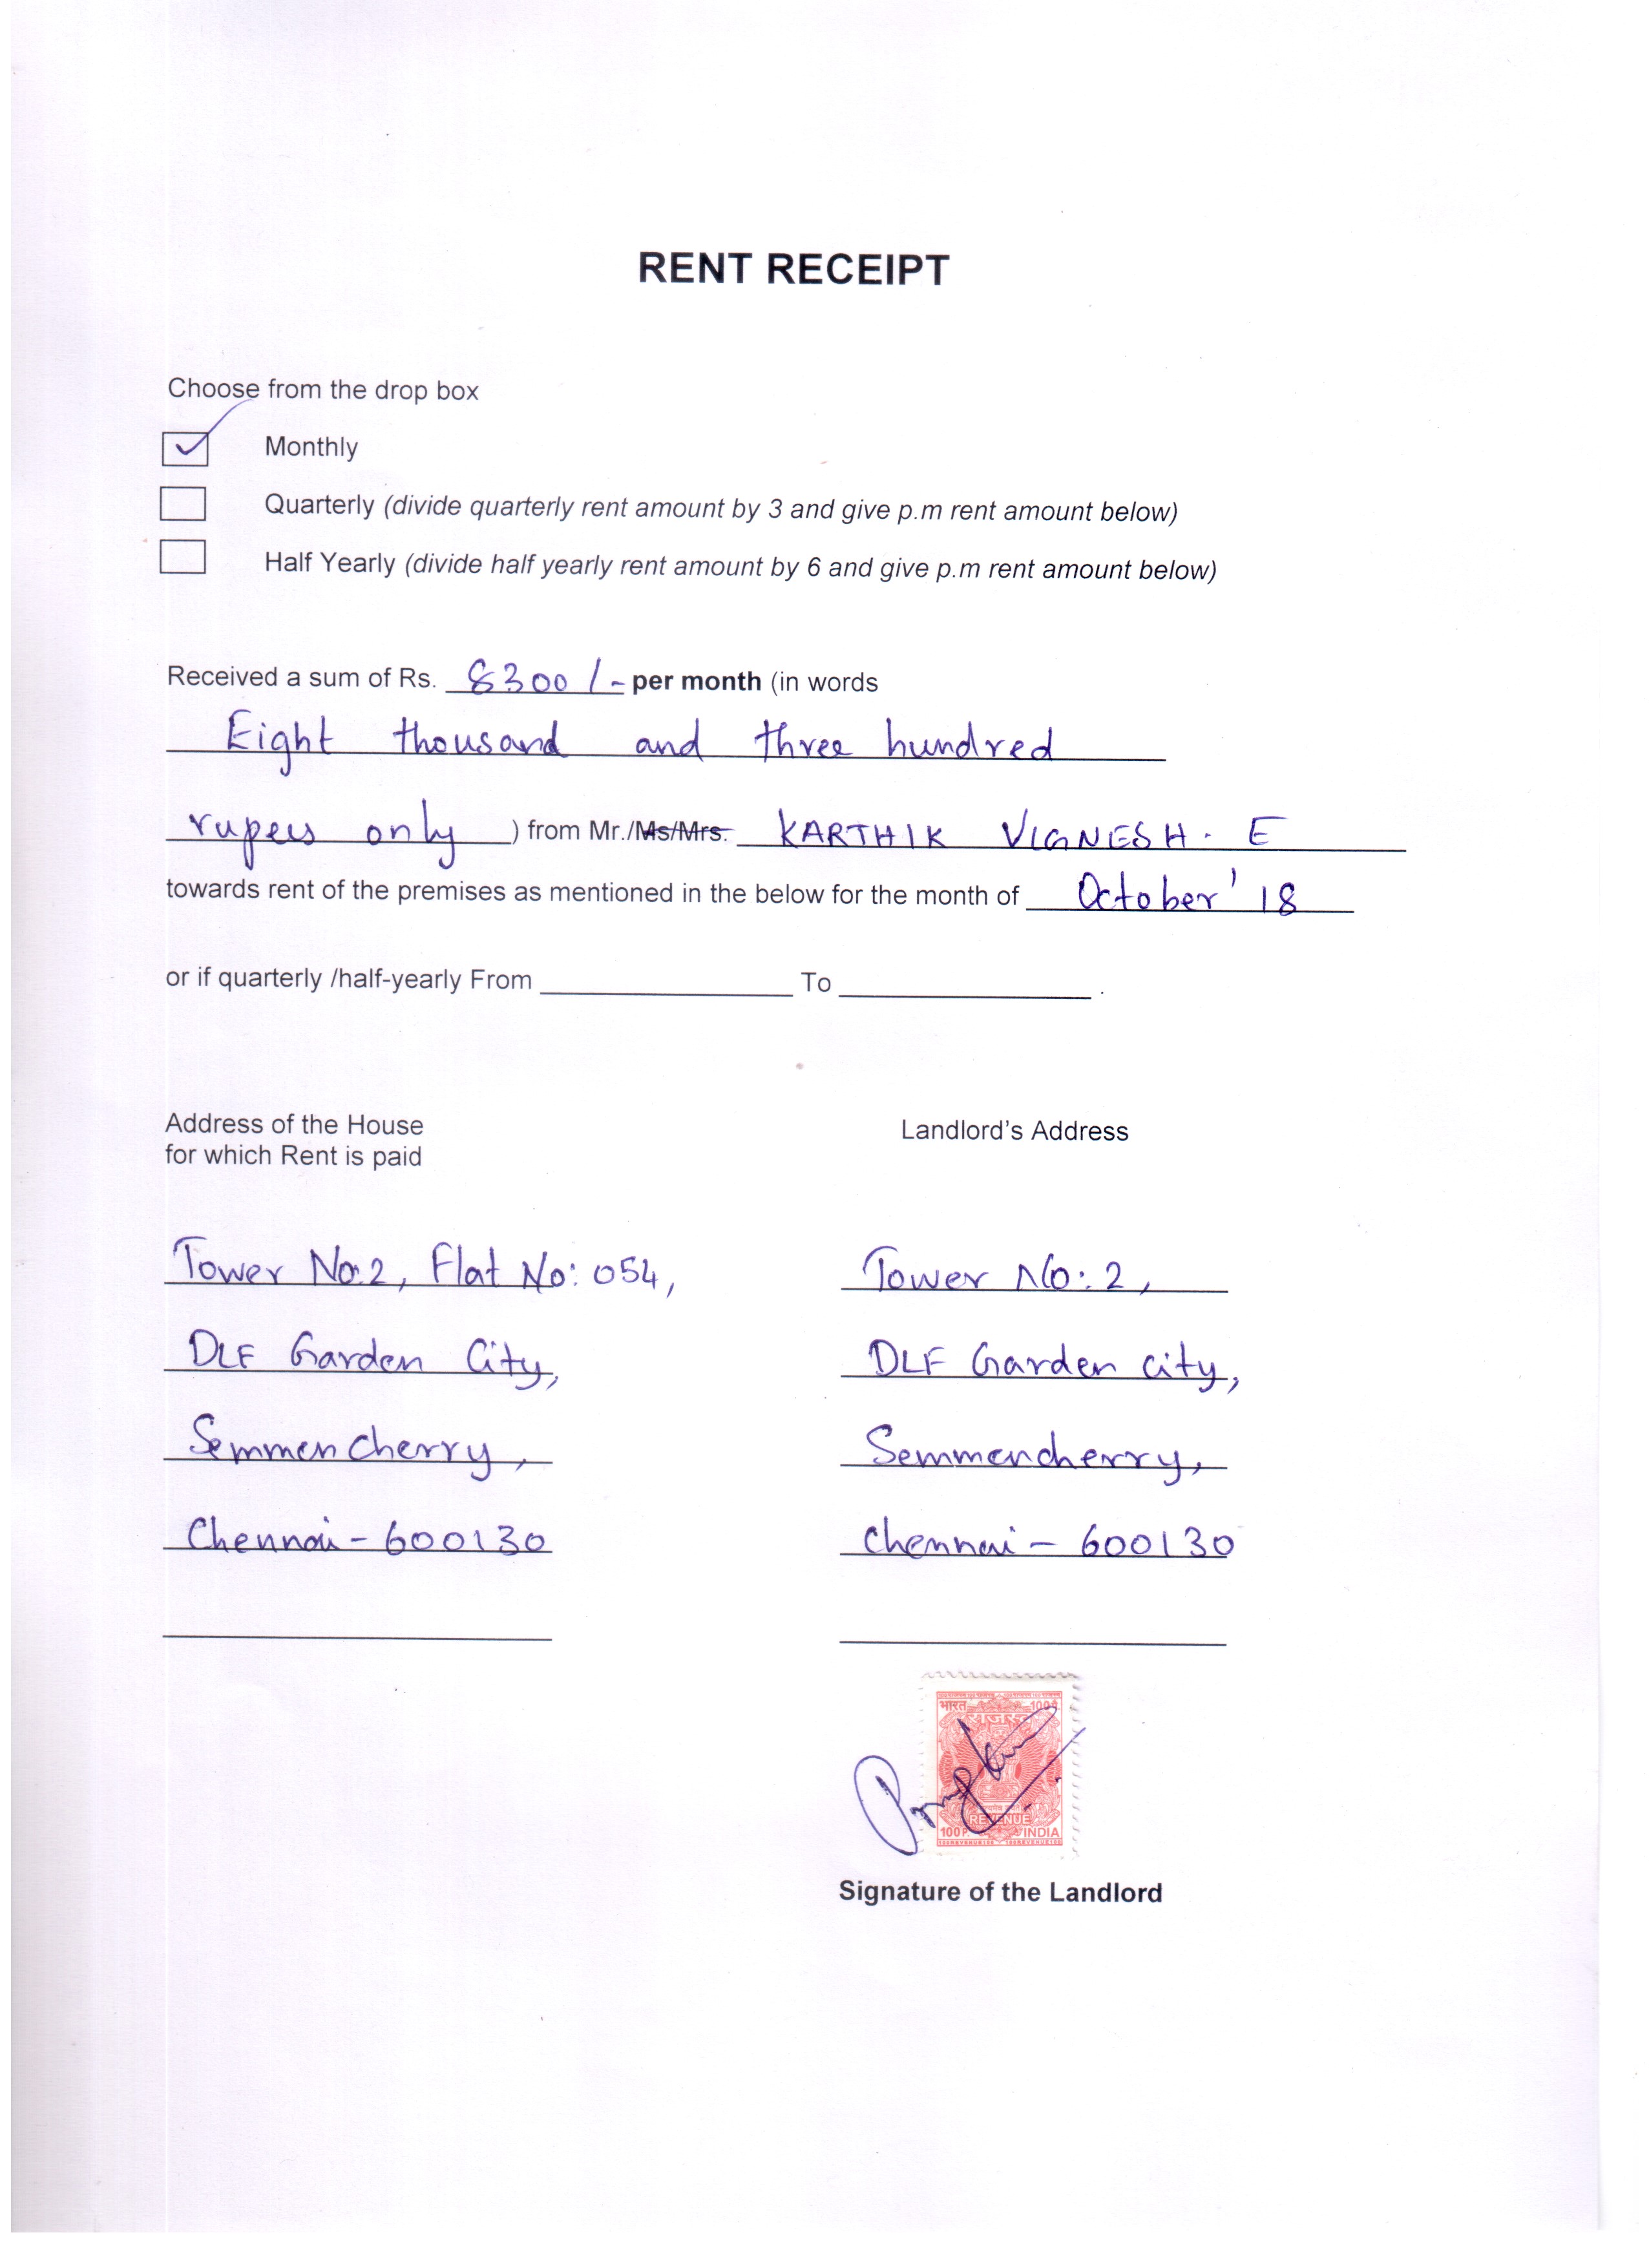 RENT RECEIPT
Choose from the drop box
Monthly
Quarterly (divide quarterly rent amount by 3 and give p.m rent amount below)
Half Yearly (divide half yearly rent amount by 6 and give p.m rent amount below)
Received a sum of Rs. 8300/- per month (in words
Eight thousand and three hundred
rupees only ) from Mr./Ms/Mrs. KARTHIK VIGNESH. E
towards rent of the premises as mentioned in the below for the month of October' 18
or if quarterly /half-yearly From To .
Address of the House
for which Rent is paid
Tower No:2, Flat No: 054,
DLF Garden City,
Semmencherry,
Chennai - 600130
Landlord's Address
Tower No: 2,
DLF Garden city,
Semmencherry,
chennai - 600130
भारत 100
राजस्व
REVENUE
100P. INDIA
Signature of the Landlord